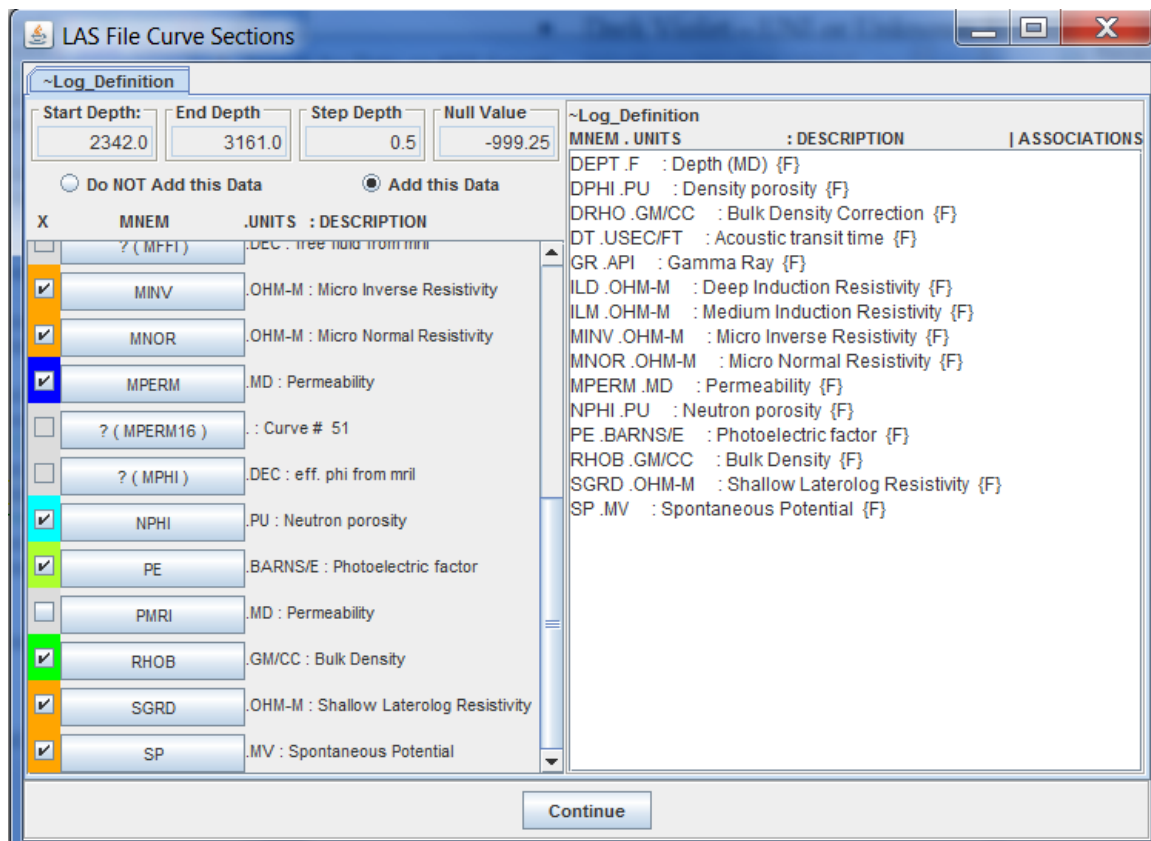 LAS File Curve Sections
~Log_Definition
Start Depth: End Depth Step Depth Null Value
2342.0 3161.0 0.5 -999.25
Do NOT Add this Data Add this Data
X MNEM .UNITS : DESCRIPTION
? ( MFFI ) .DEC : free fluid from mril
MINV .OHM-M : Micro Inverse Resistivity
MNOR .OHM-M : Micro Normal Resistivity
MPERM .MD : Permeability
? ( MPERM16 ) . : Curve # 51
? ( MPHI ) .DEC : eff. phi from mril
NPHI .PU : Neutron porosity
PE .BARNS/E : Photoelectric factor
PMRI .MD : Permeability
RHOB .GM/CC : Bulk Density
SGRD .OHM-M : Shallow Laterolog Resistivity
SP .MV : Spontaneous Potential
~Log_Definition
MNEM . UNITS : DESCRIPTION | ASSOCIATIONS
DEPT .F : Depth (MD) {F}
DPHI .PU : Density porosity {F}
DRHO .GM/CC : Bulk Density Correction {F}
DT .USEC/FT : Acoustic transit time {F}
GR .API : Gamma Ray {F}
ILD .OHM-M : Deep Induction Resistivity {F}
ILM .OHM-M : Medium Induction Resistivity {F}
MINV .OHM-M : Micro Inverse Resistivity {F}
MNOR .OHM-M : Micro Normal Resistivity {F}
MPERM .MD : Permeability {F}
NPHI .PU : Neutron porosity {F}
PE .BARNS/E : Photoelectric factor {F}
RHOB .GM/CC : Bulk Density {F}
SGRD .OHM-M : Shallow Laterolog Resistivity {F}
SP .MV : Spontaneous Potential {F}
Continue